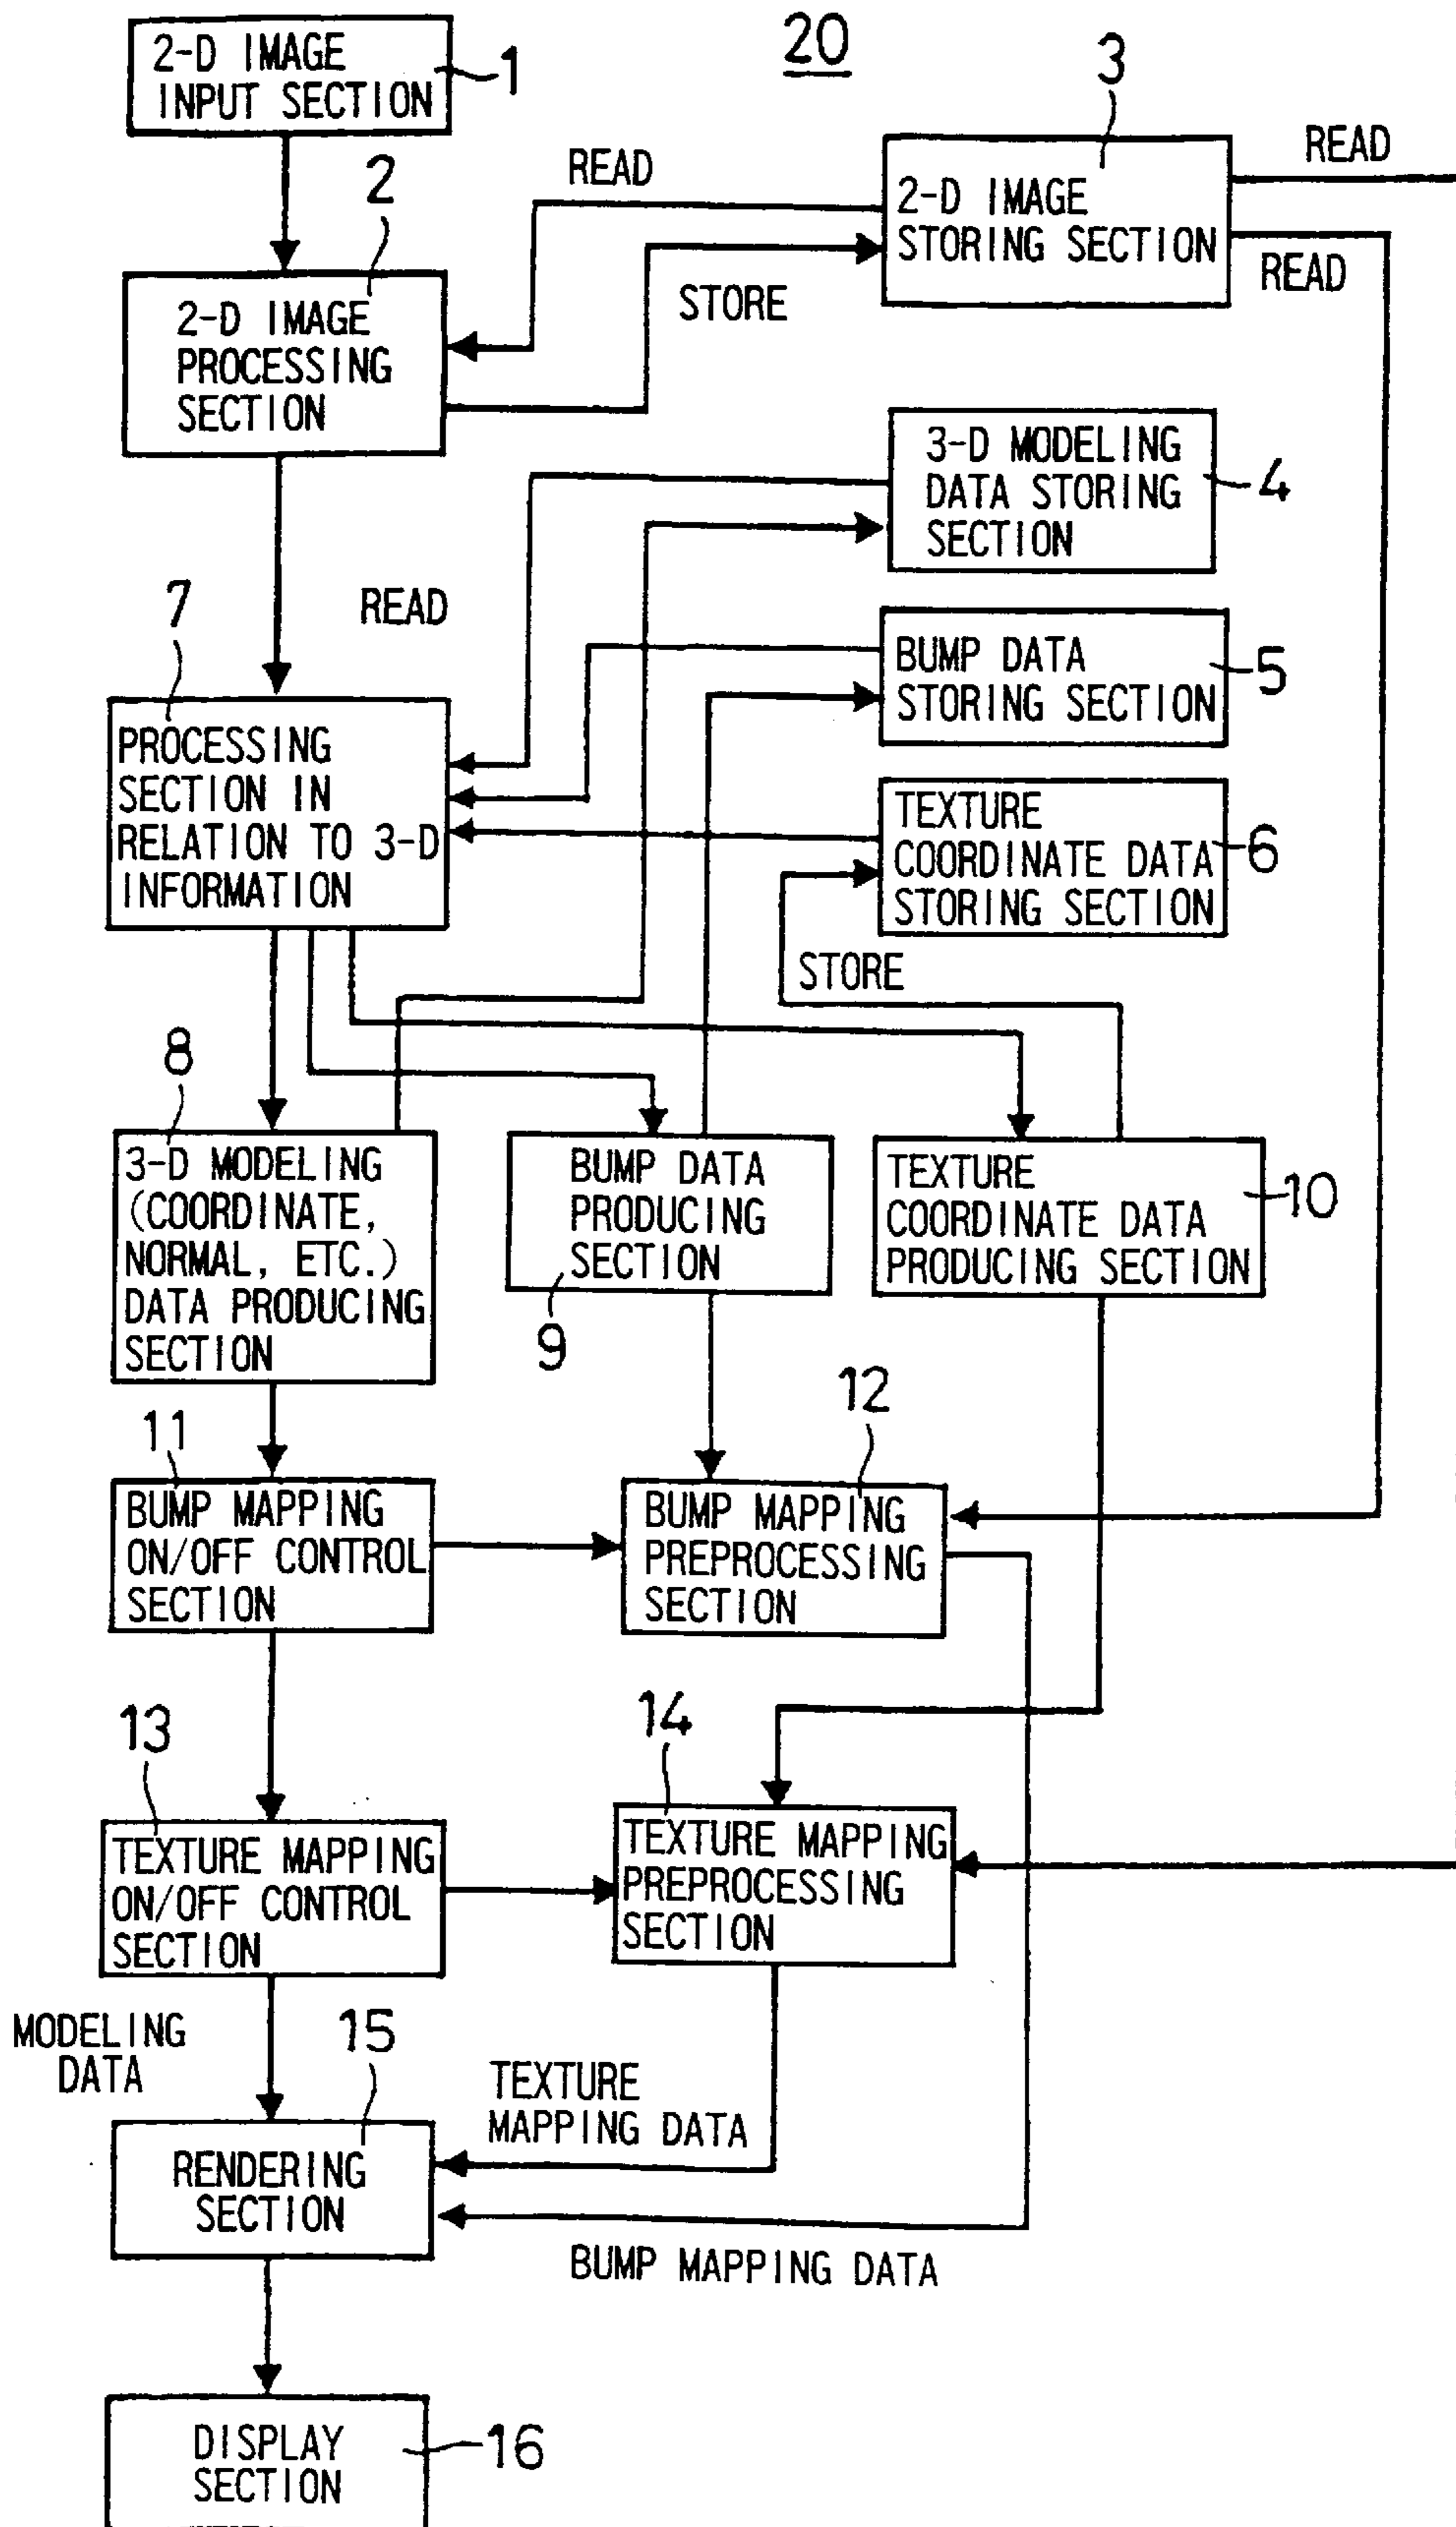 20
2-D IMAGE
INPUT SECTION
1
3
READ
READ
2
2-D IMAGE
STORING SECTION
READ
STORE
2-D IMAGE
PROCESSING
SECTION
3-D MODELING
DATA STORING
SECTION
4
READ
7
BUMP DATA
STORING SECTION
5
PROCESSING
SECTION IN
RELATION TO 3-D
INFORMATION
TEXTURE
COORDINATE DATA
STORING SECTION
6
STORE
8
3-D MODELING
(COORDINATE,
NORMAL, ETC.)
DATA PRODUCING
SECTION
BUMP DATA
PRODUCING
SECTION
9
TEXTURE
COORDINATE DATA
PRODUCING SECTION
10
11
12
BUMP MAPPING
ON/OFF CONTROL
SECTION
BUMP MAPPING
PREPROCESSING
SECTION
13
14
TEXTURE MAPPING
ON/OFF CONTROL
SECTION
TEXTURE MAPPING
PREPROCESSING
SECTION
MODELING
DATA
15
TEXTURE
MAPPING DATA
RENDERING
SECTION
BUMP MAPPING DATA
DISPLAY
SECTION
16